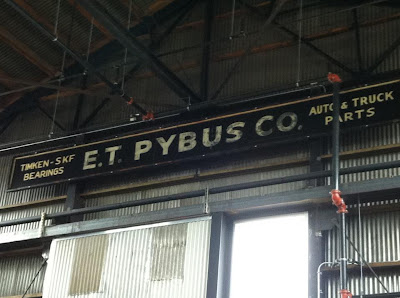 TIMKEN-SKF
BEARINGS
E.T. PYBUS CO.
AUTO & TRUCK
PARTS